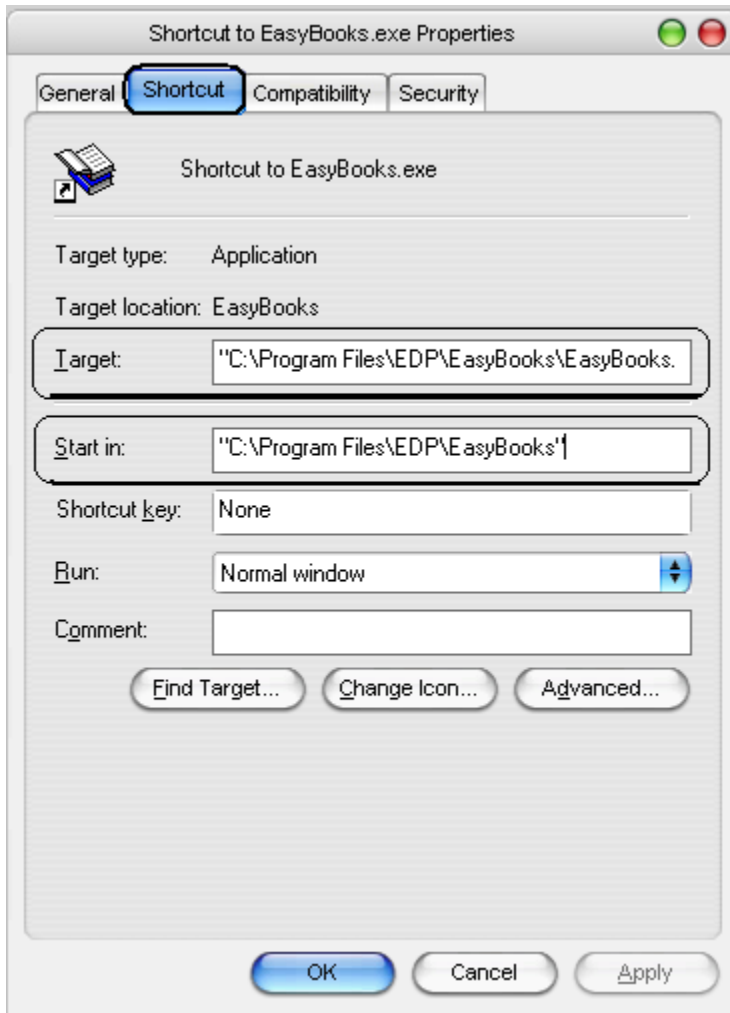 Shortcut to EasyBooks.exe Properties
General Shortcut Compatibility Security
Shortcut to EasyBooks.exe
Target type: Application
Target location: EasyBooks
Target: "C:\Program Files\EDP\EasyBooks\EasyBooks.
Start in: "C:\Program Files\EDP\EasyBooks"
Shortcut key: None
Run: Normal window
Comment:
Find Target... Change Icon... Advanced...
OK Cancel Apply